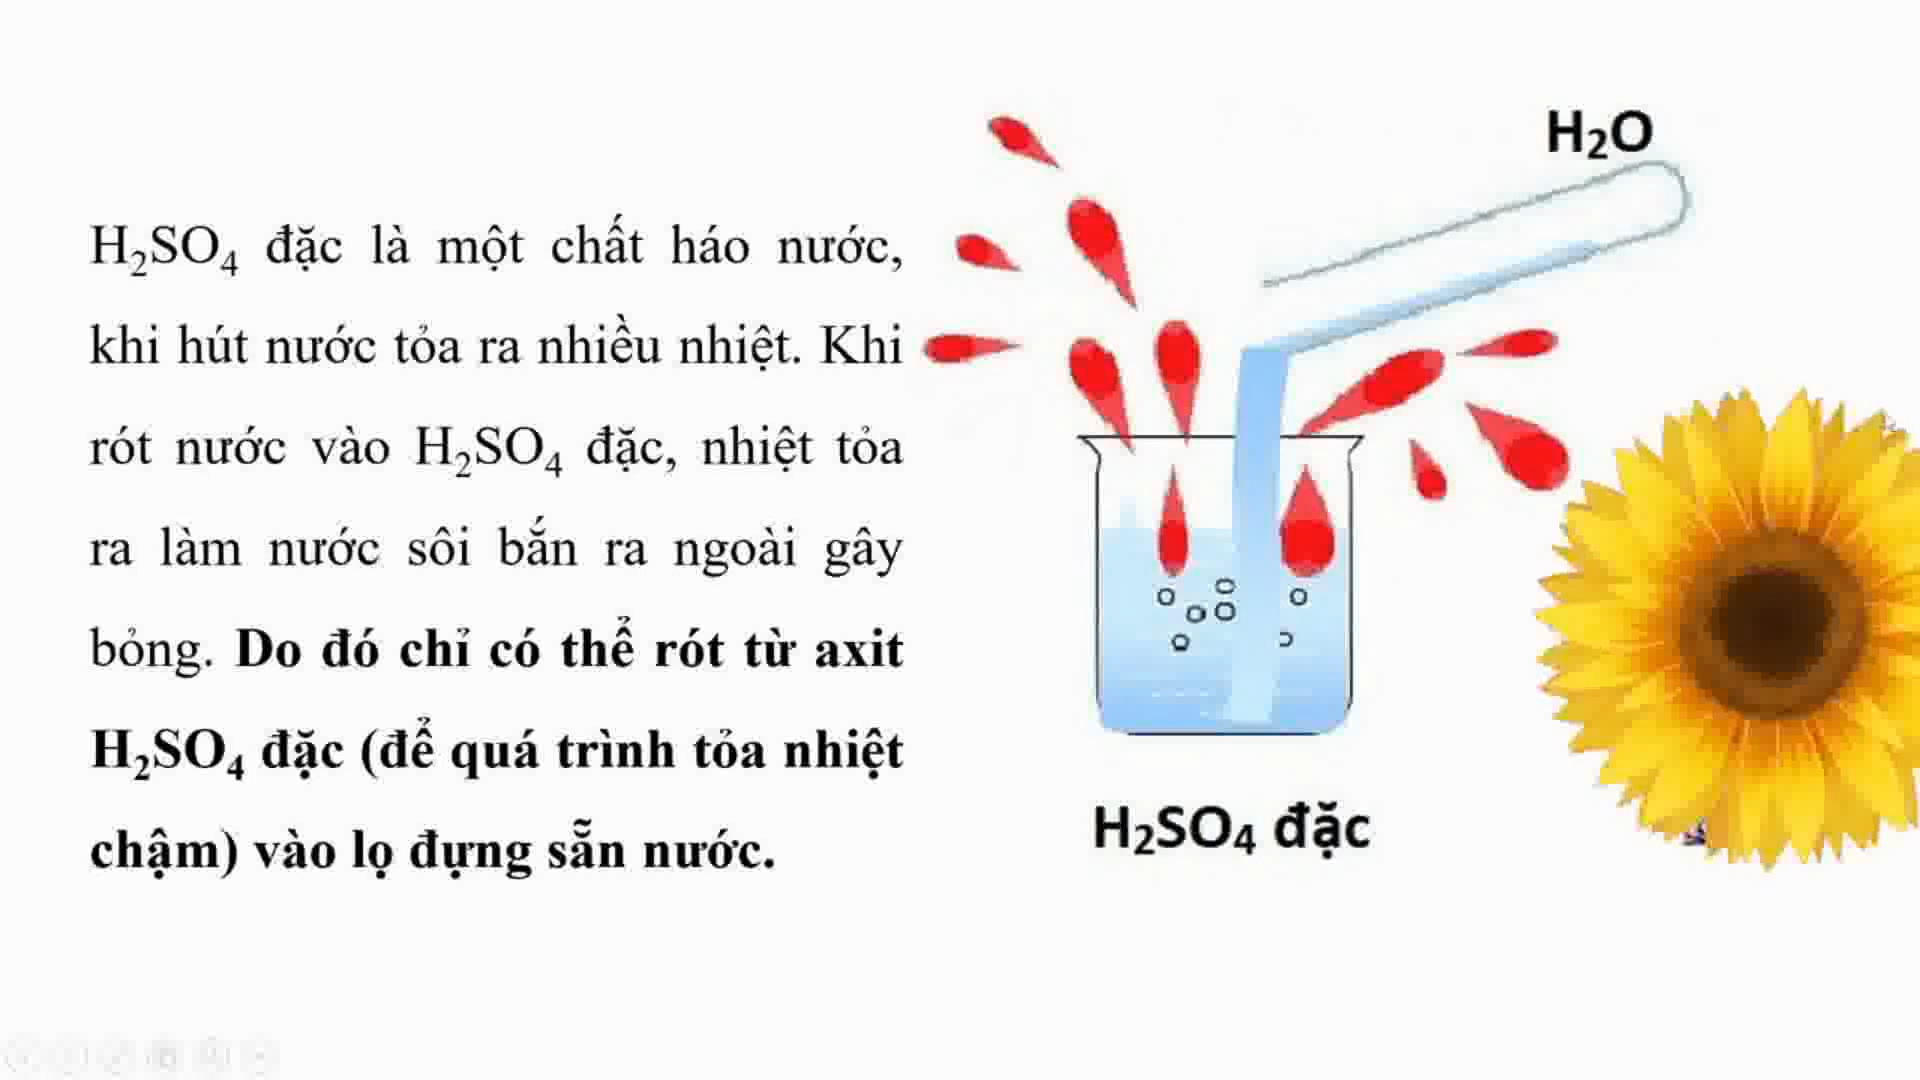 H₂SO₄ đặc là một chất háo nước,
khi hút nước tỏa ra nhiều nhiệt. Khi
rót nước vào H₂SO₄ đặc, nhiệt tỏa
ra làm nước sôi bắn ra ngoài gây
bỏng. Do đó chỉ có thể rót từ axit
H₂SO₄ đặc (để quá trình tỏa nhiệt
chậm) vào lọ đựng sẵn nước.
H₂O
H₂SO₄ đặc